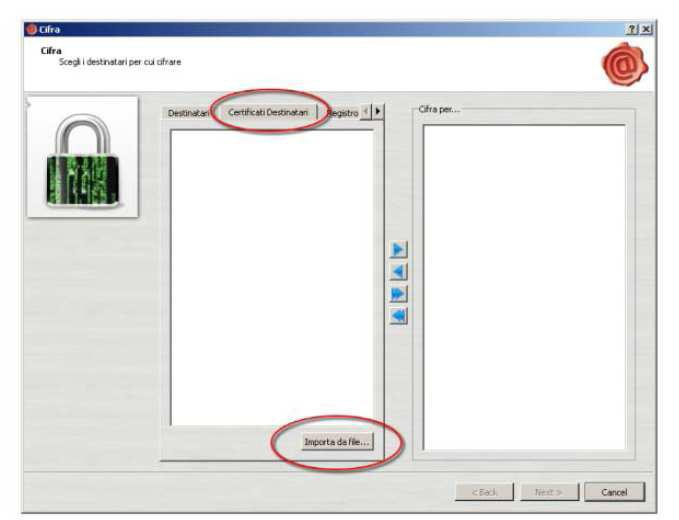 Cifra
Cifra
Scegli i destinatari per cui cifrare
Destinatari
Certificati Destinatari
Registro
Cifra per...
Importa da file...
< Back
Next >
Cancel